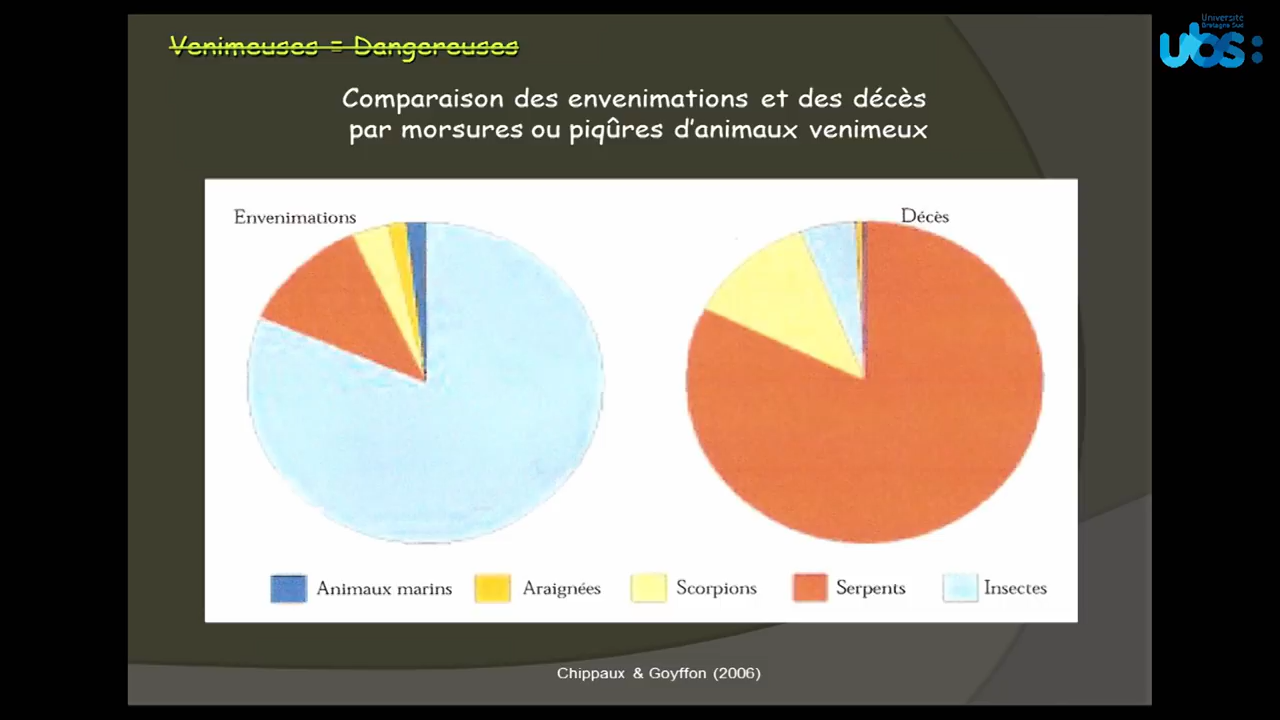 Venimeuses = Dangereuses
Université
Bretagne Sud
ubs:
Comparaison des envenimations et des décès
par morsures ou piqûres d'animaux venimeux
Envenimations
Décès
Animaux marins
Araignées
Scorpions
Serpents
Insectes
Chippaux & Goyffon (2006)